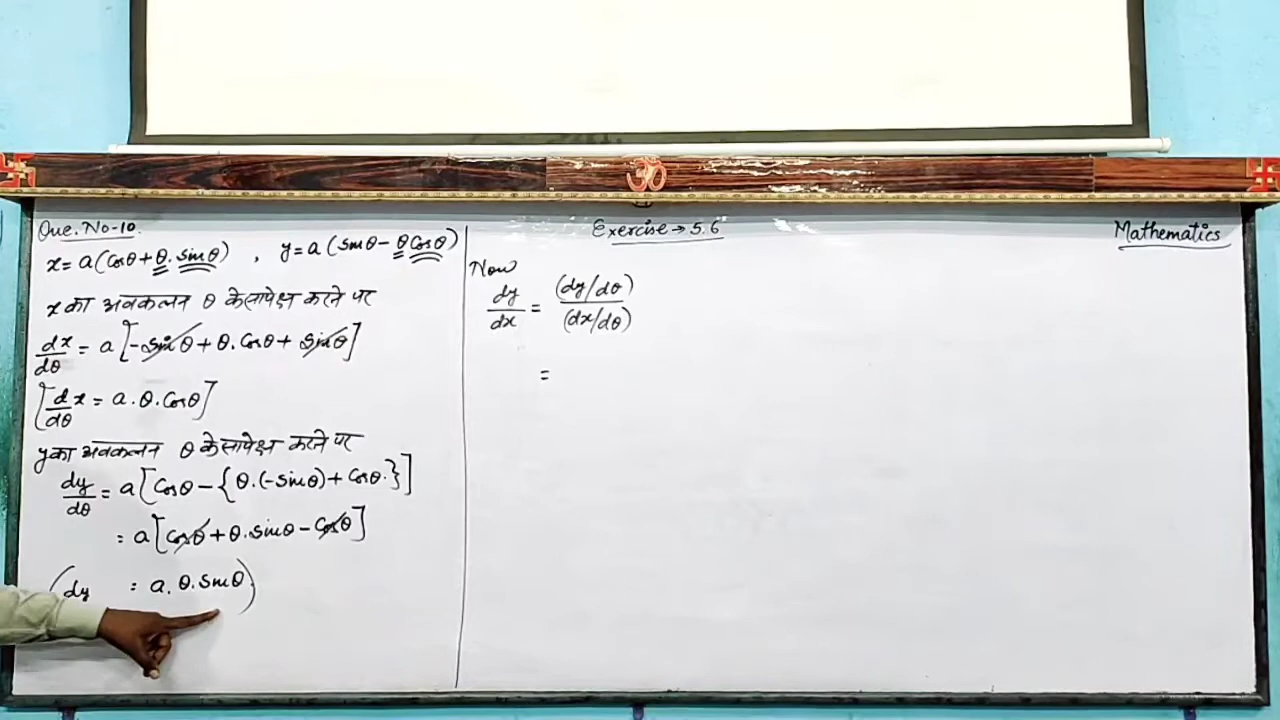 Que. No-10.
x = a(Cosθ + θ. sinθ) , y = a(sinθ - θ Cosθ)
x का अवकलन θ के सापेक्ष करने पर
dx/dθ = a[-sinθ + θ. Cosθ + sinθ]
[d/dθ x = a. θ. Cosθ]
y का अवकलन θ के सापेक्ष करने पर
dy/dθ = a[Cosθ - {θ.(-sinθ) + Cosθ.}]
= a[Cosθ + θ. sinθ - Cosθ]
(dy = a. θ. sinθ)
Exercise → 5.6
Mathematics
Now
dy/dx = (dy/dθ)/(dx/dθ)
=